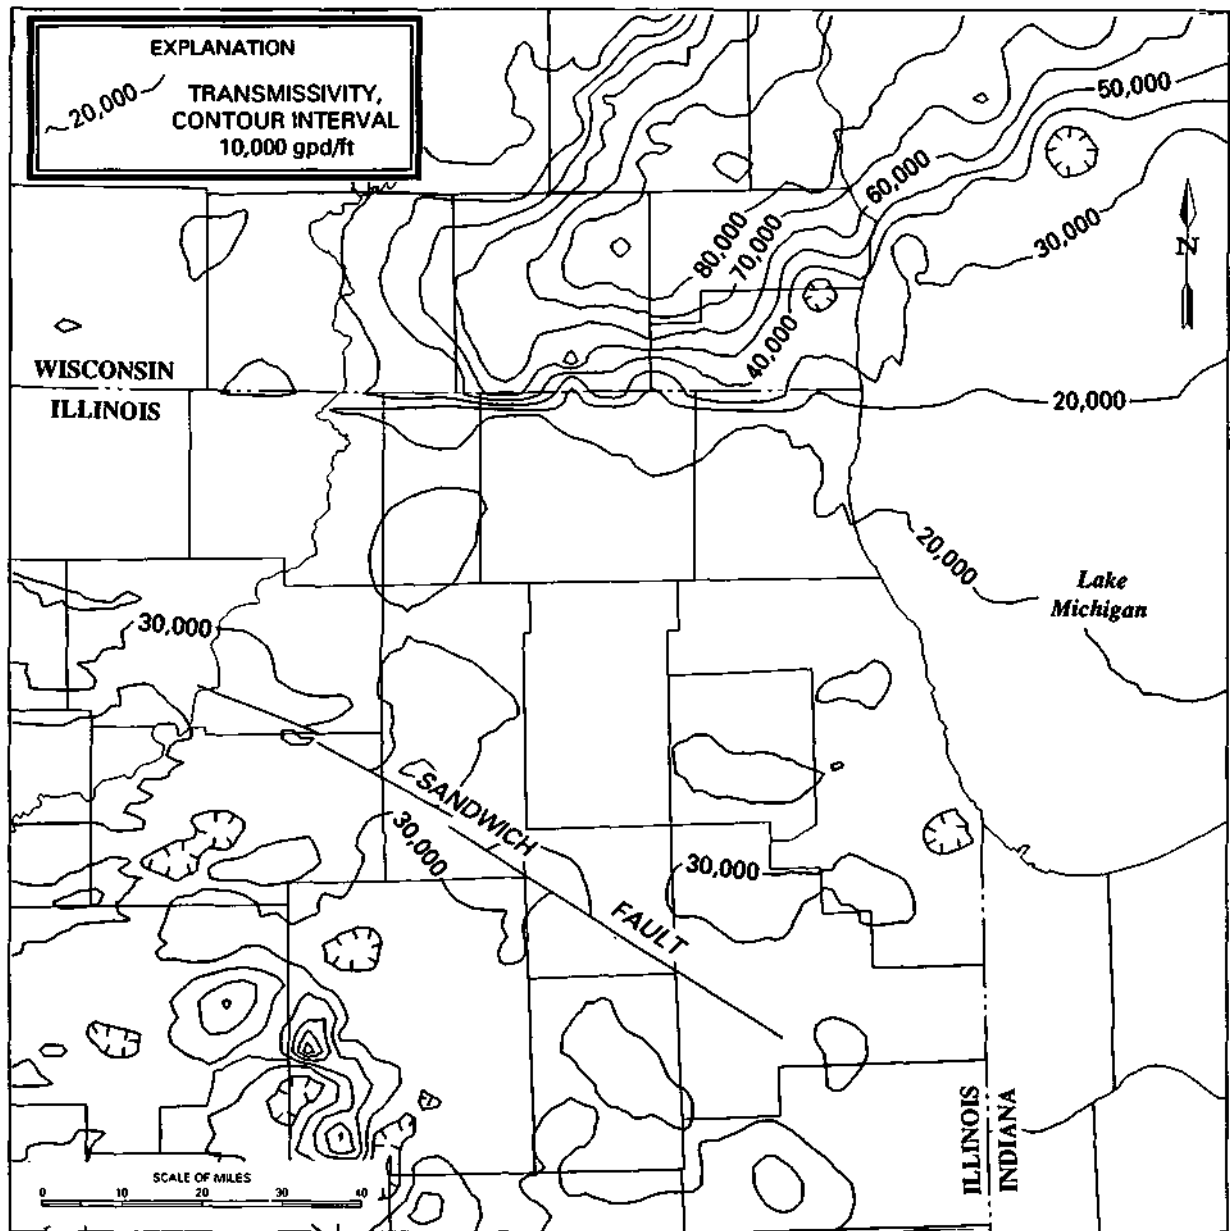 EXPLANATION
20,000
TRANSMISSIVITY,
CONTOUR INTERVAL
10,000 gpd/ft
50,000
60,000
30,000
80,000
70,000
N
40,000
WISCONSIN
ILLINOIS
20,000
20,000
Lake
Michigan
30,000
SANDWICH
FAULT
30,000
30,000
ILLINOIS
INDIANA
SCALE OF MILES
0 10 20 30 40